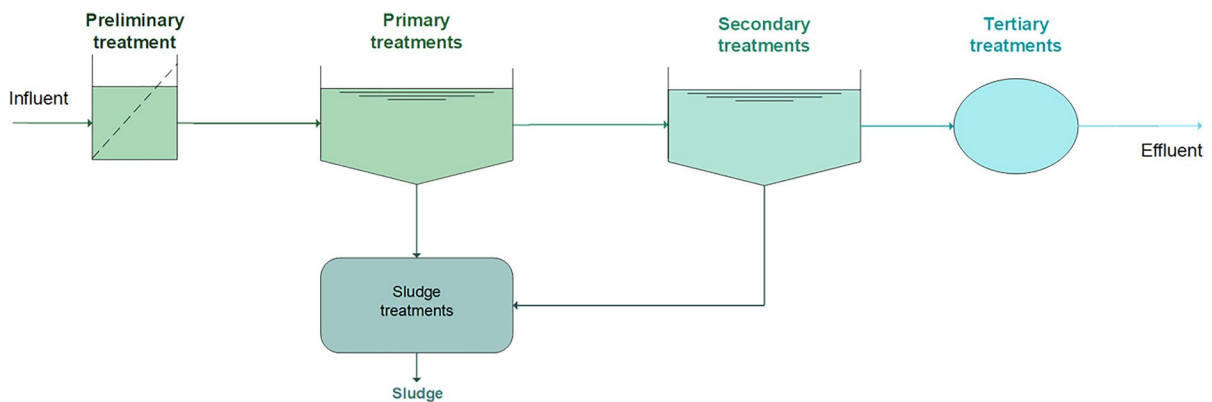 Preliminary
treatment
Primary
treatments
Secondary
treatments
Tertiary
treatments
Influent
Effluent
Sludge
treatments
Sludge